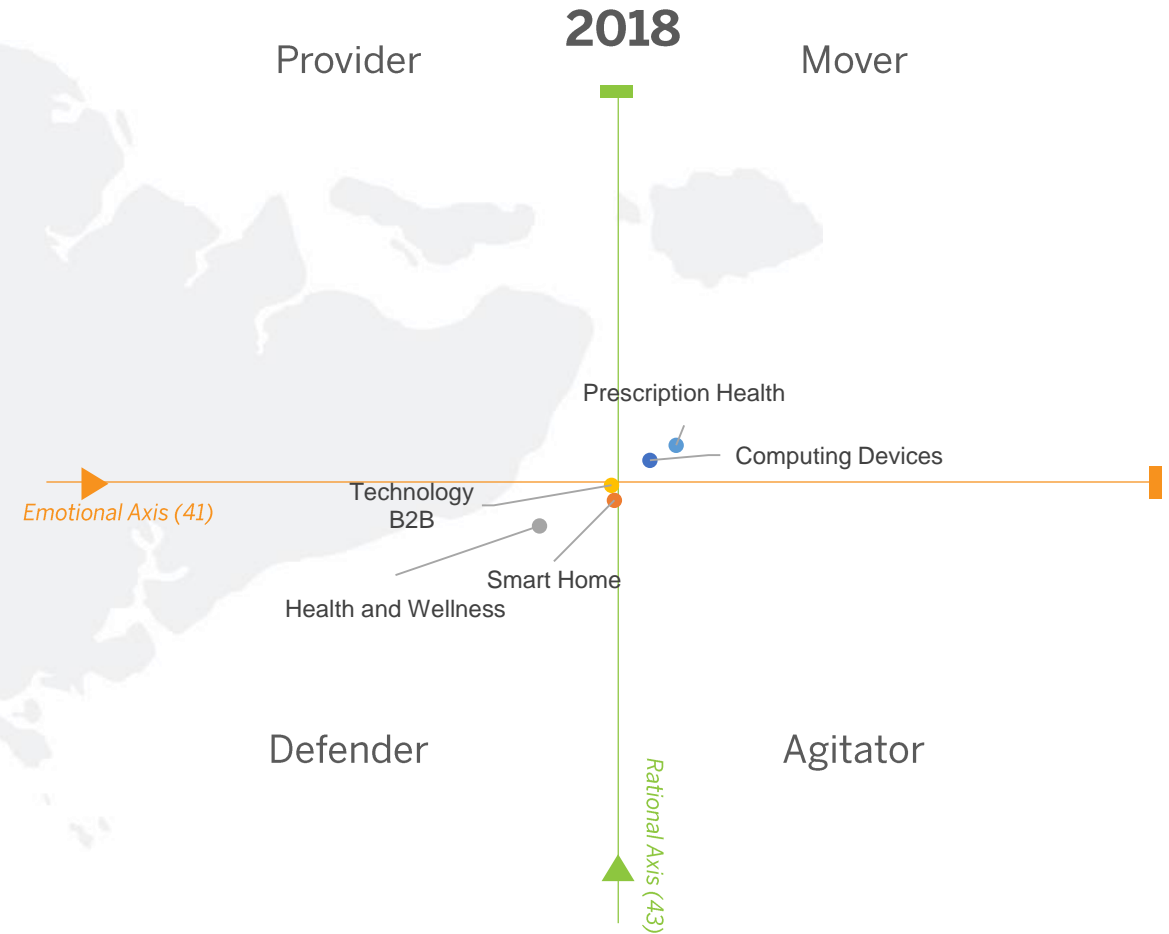 2018
Provider
Mover
Prescription Health
Computing Devices
Technology
B2B
Emotional Axis (41)
Smart Home
Health and Wellness
Defender
Agitator
Rational Axis (43)